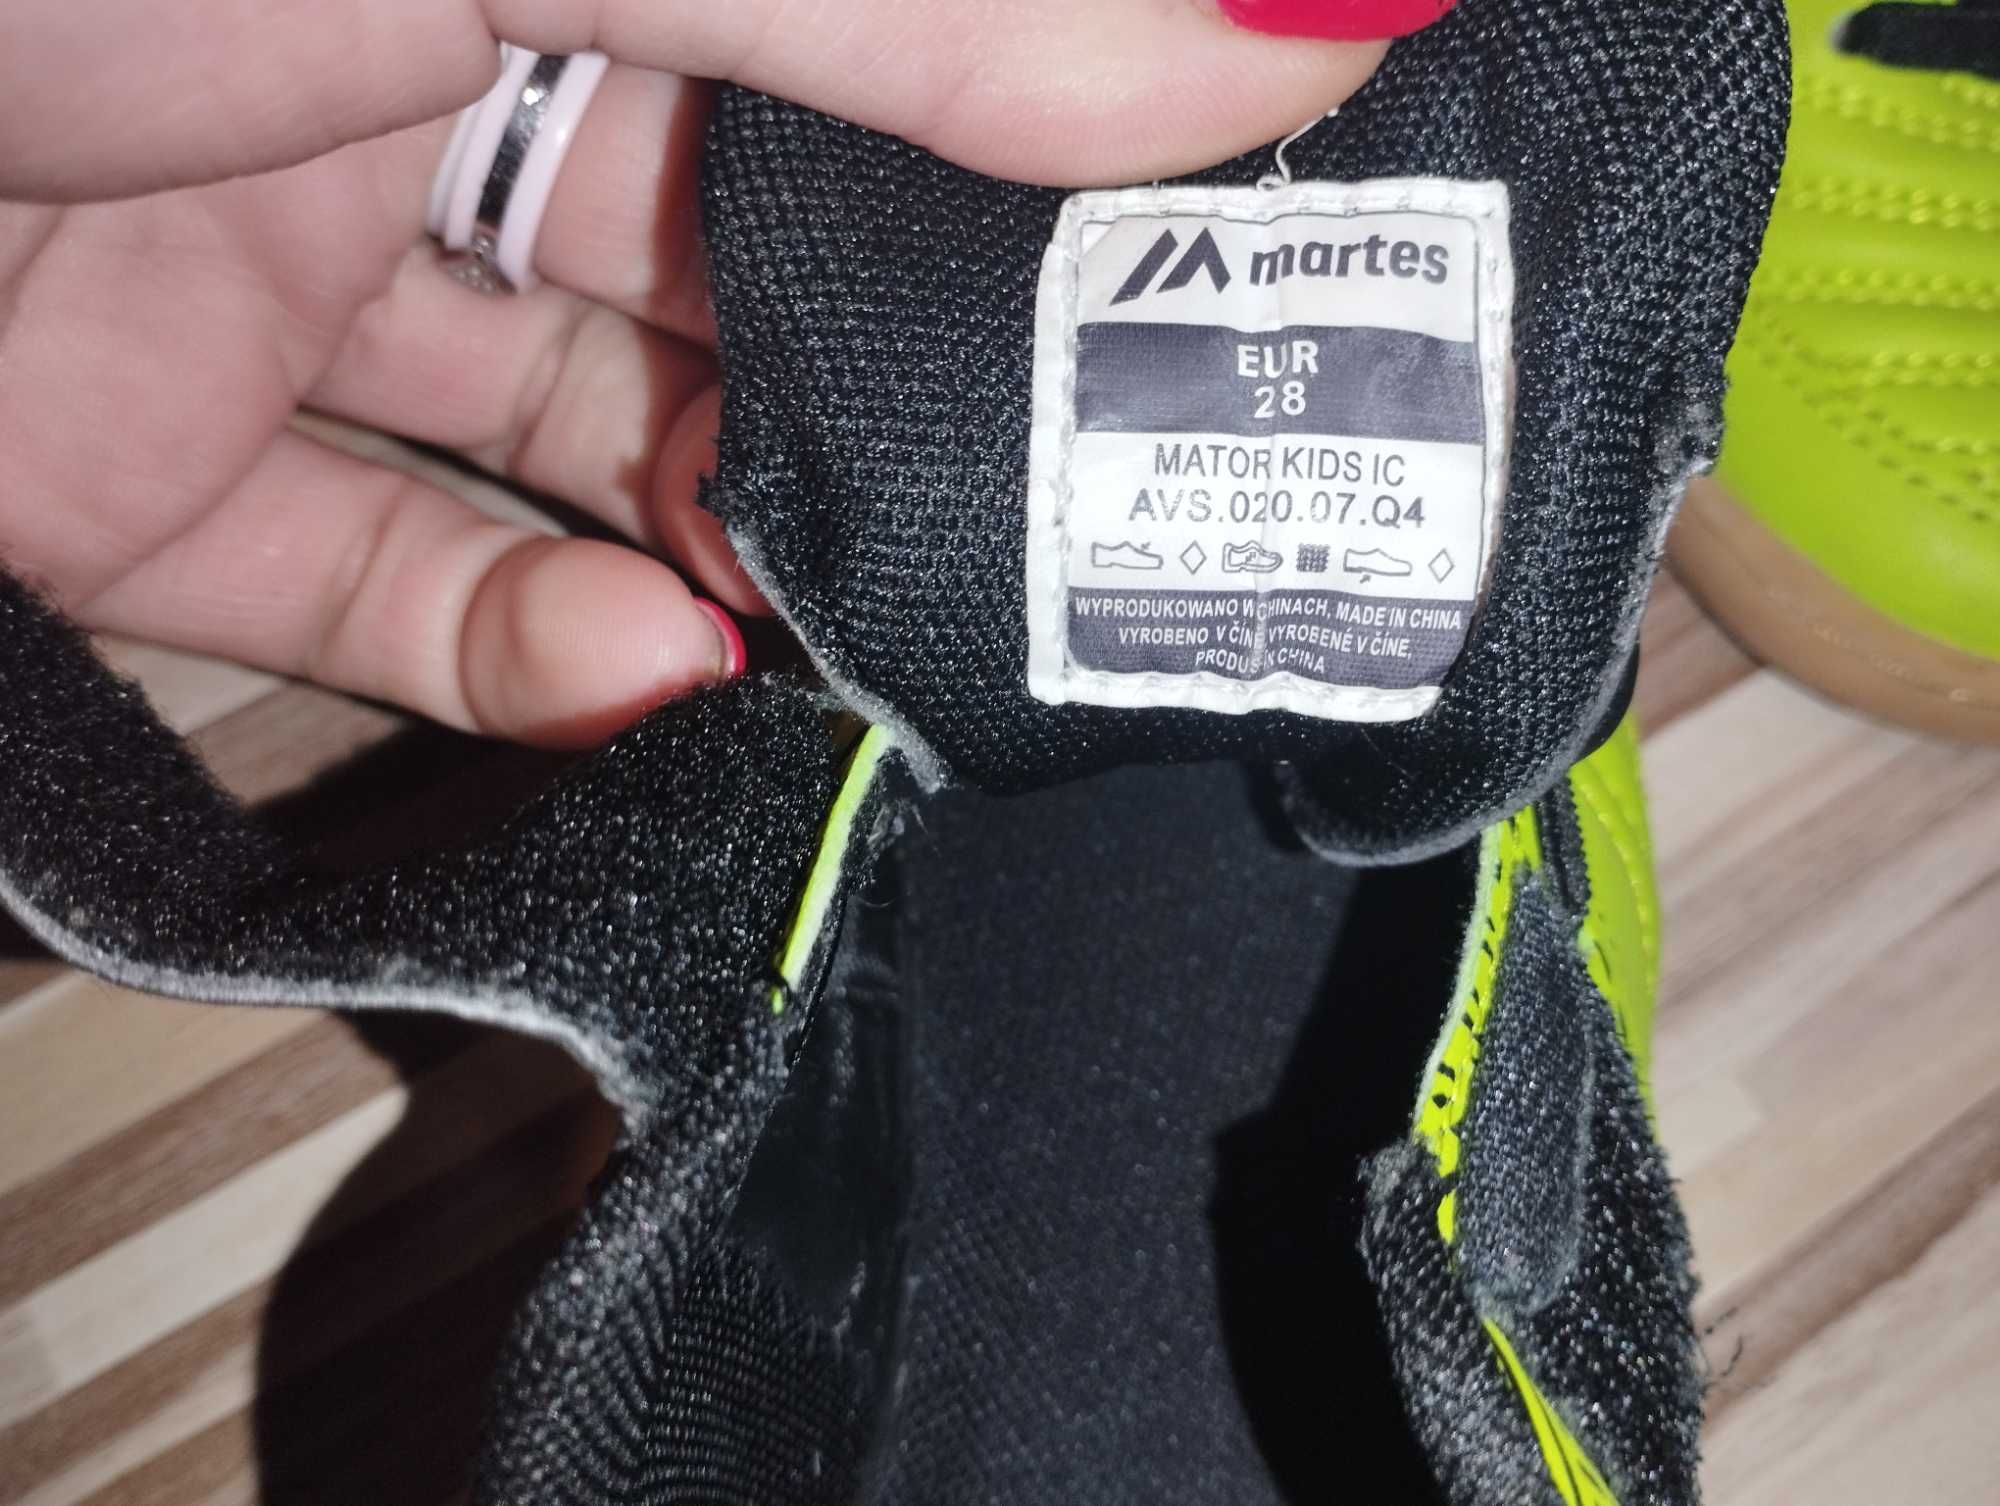 martes
EUR
28
MATOR KIDS IC
AVS.020.07.Q4
WYPRODUKOWANO W CHINACH, MADE IN CHINA
VYROBENO V ČÍNĚ, VYROBENÉ V ČÍNE,
PRODUS ÎN CHINA